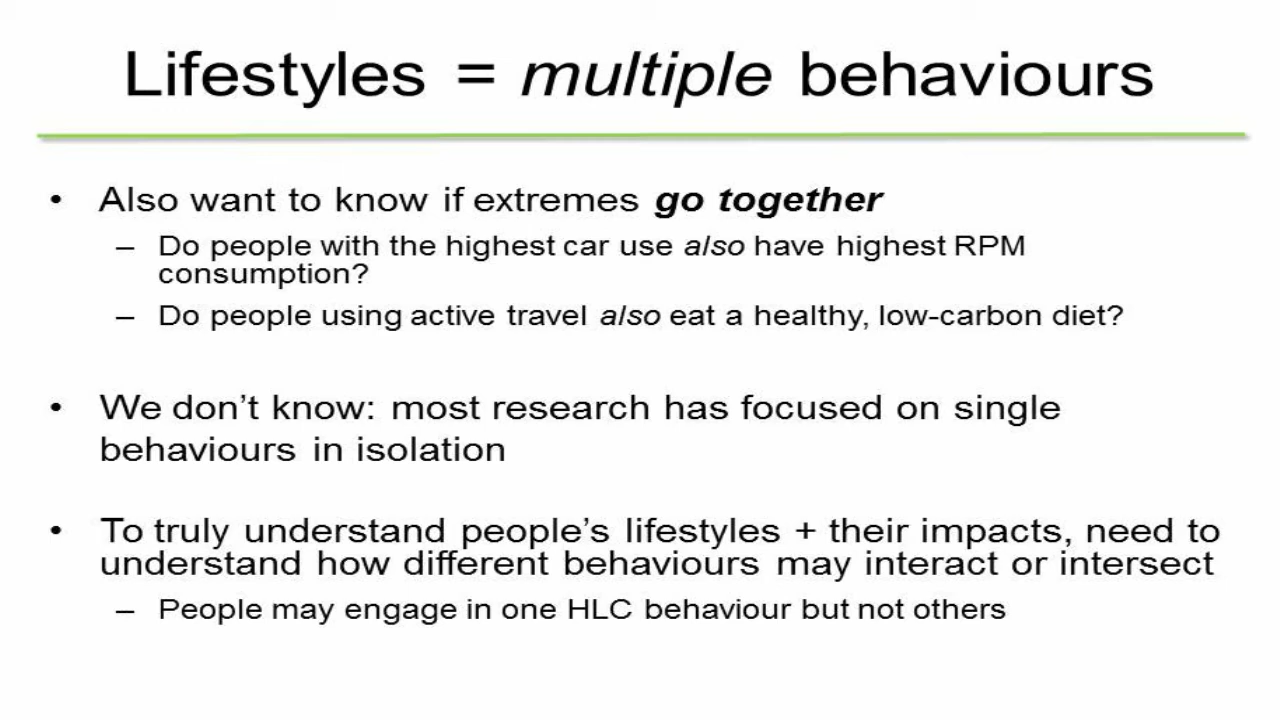 Lifestyles = multiple behaviours
• Also want to know if extremes go together
– Do people with the highest car use also have highest RPM
consumption?
– Do people using active travel also eat a healthy, low-carbon diet?
• We don’t know: most research has focused on single
behaviours in isolation
• To truly understand people’s lifestyles + their impacts, need to
understand how different behaviours may interact or intersect
– People may engage in one HLC behaviour but not others